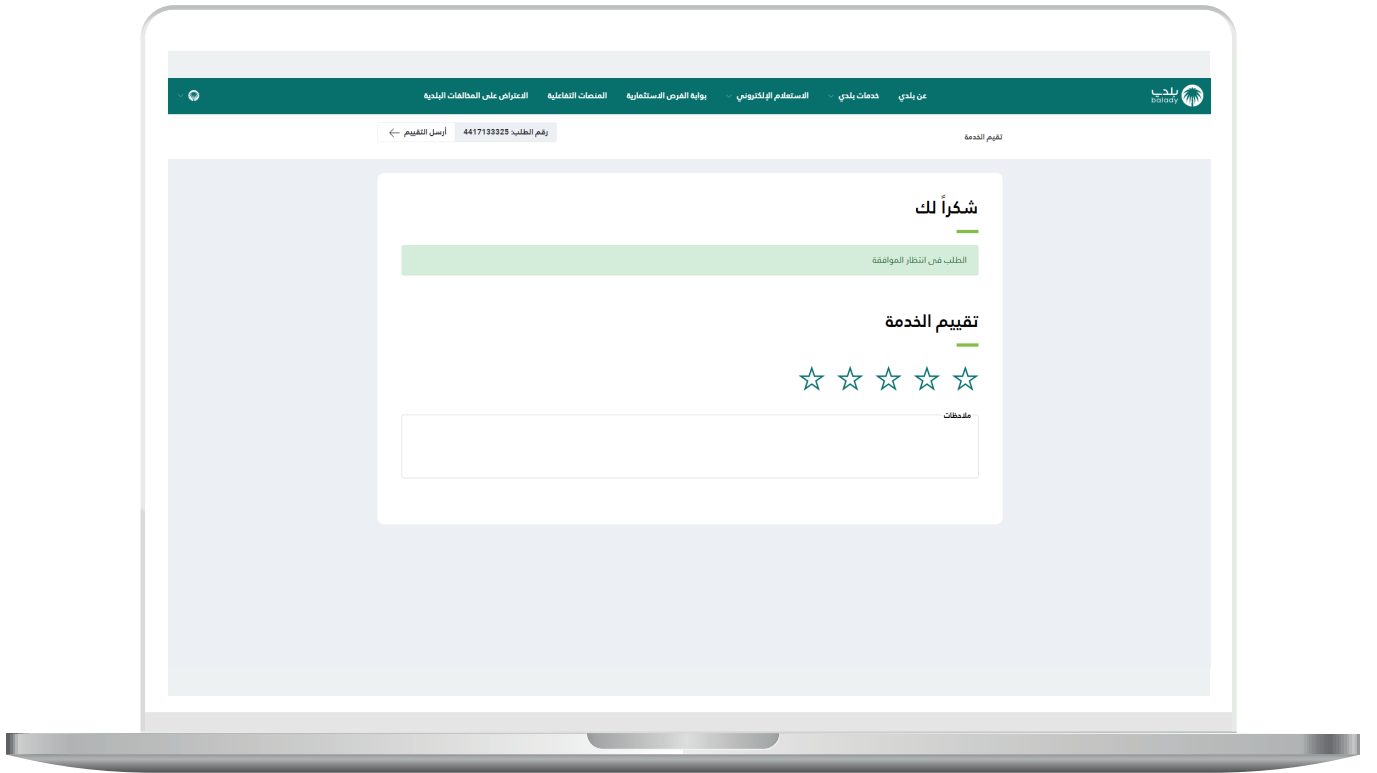 بلدي
balady
عن بلدي
خدمات بلدي
الاستعلام الإلكتروني
بوابة الفرص الاستثمارية
المنصات التفاعلية
الاعتراض على المخالفات البلدية
تقيم الخدمة
رقم الطلب: 4417133325
أرسل التقييم
شكراً لك
الطلب في انتظار الموافقة
تقييم الخدمة
ملاحظات